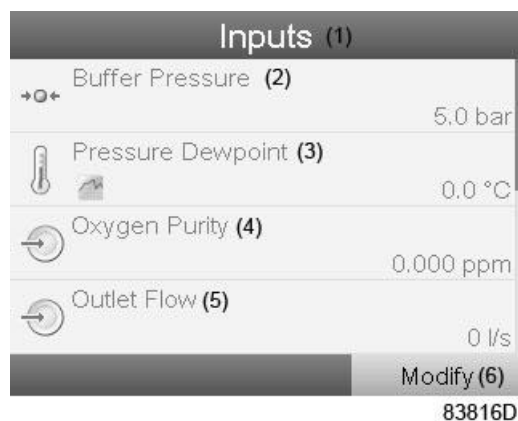 Inputs (1)
Buffer Pressure (2)
5.0 bar
Pressure Dewpoint (3)
0.0 °C
Oxygen Purity (4)
0.000 ppm
Outlet Flow (5)
0 l/s
Modify (6)
83816D